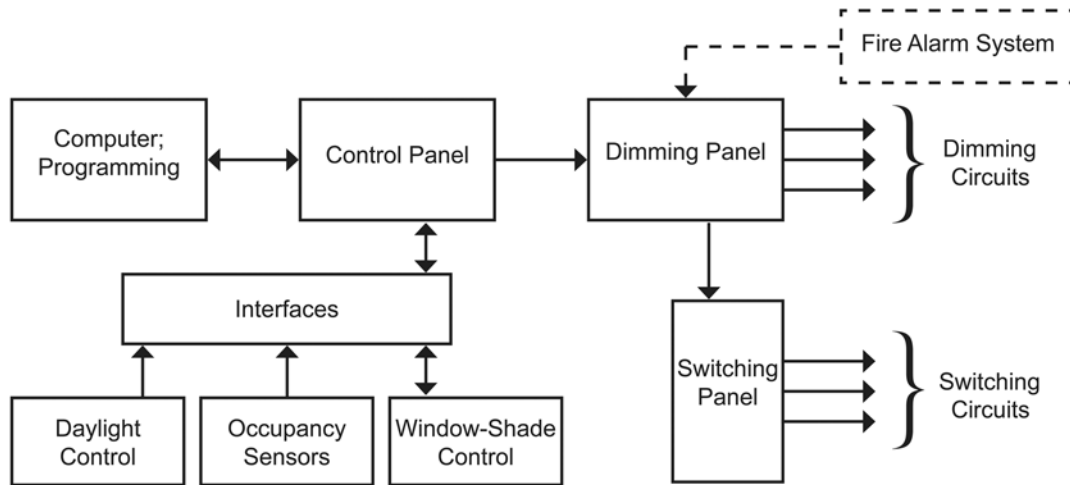 Fire Alarm System
Computer;
Programming
Control Panel
Dimming Panel
Dimming
Circuits
Interfaces
Switching
Panel
Switching
Circuits
Daylight
Control
Occupancy
Sensors
Window-Shade
Control